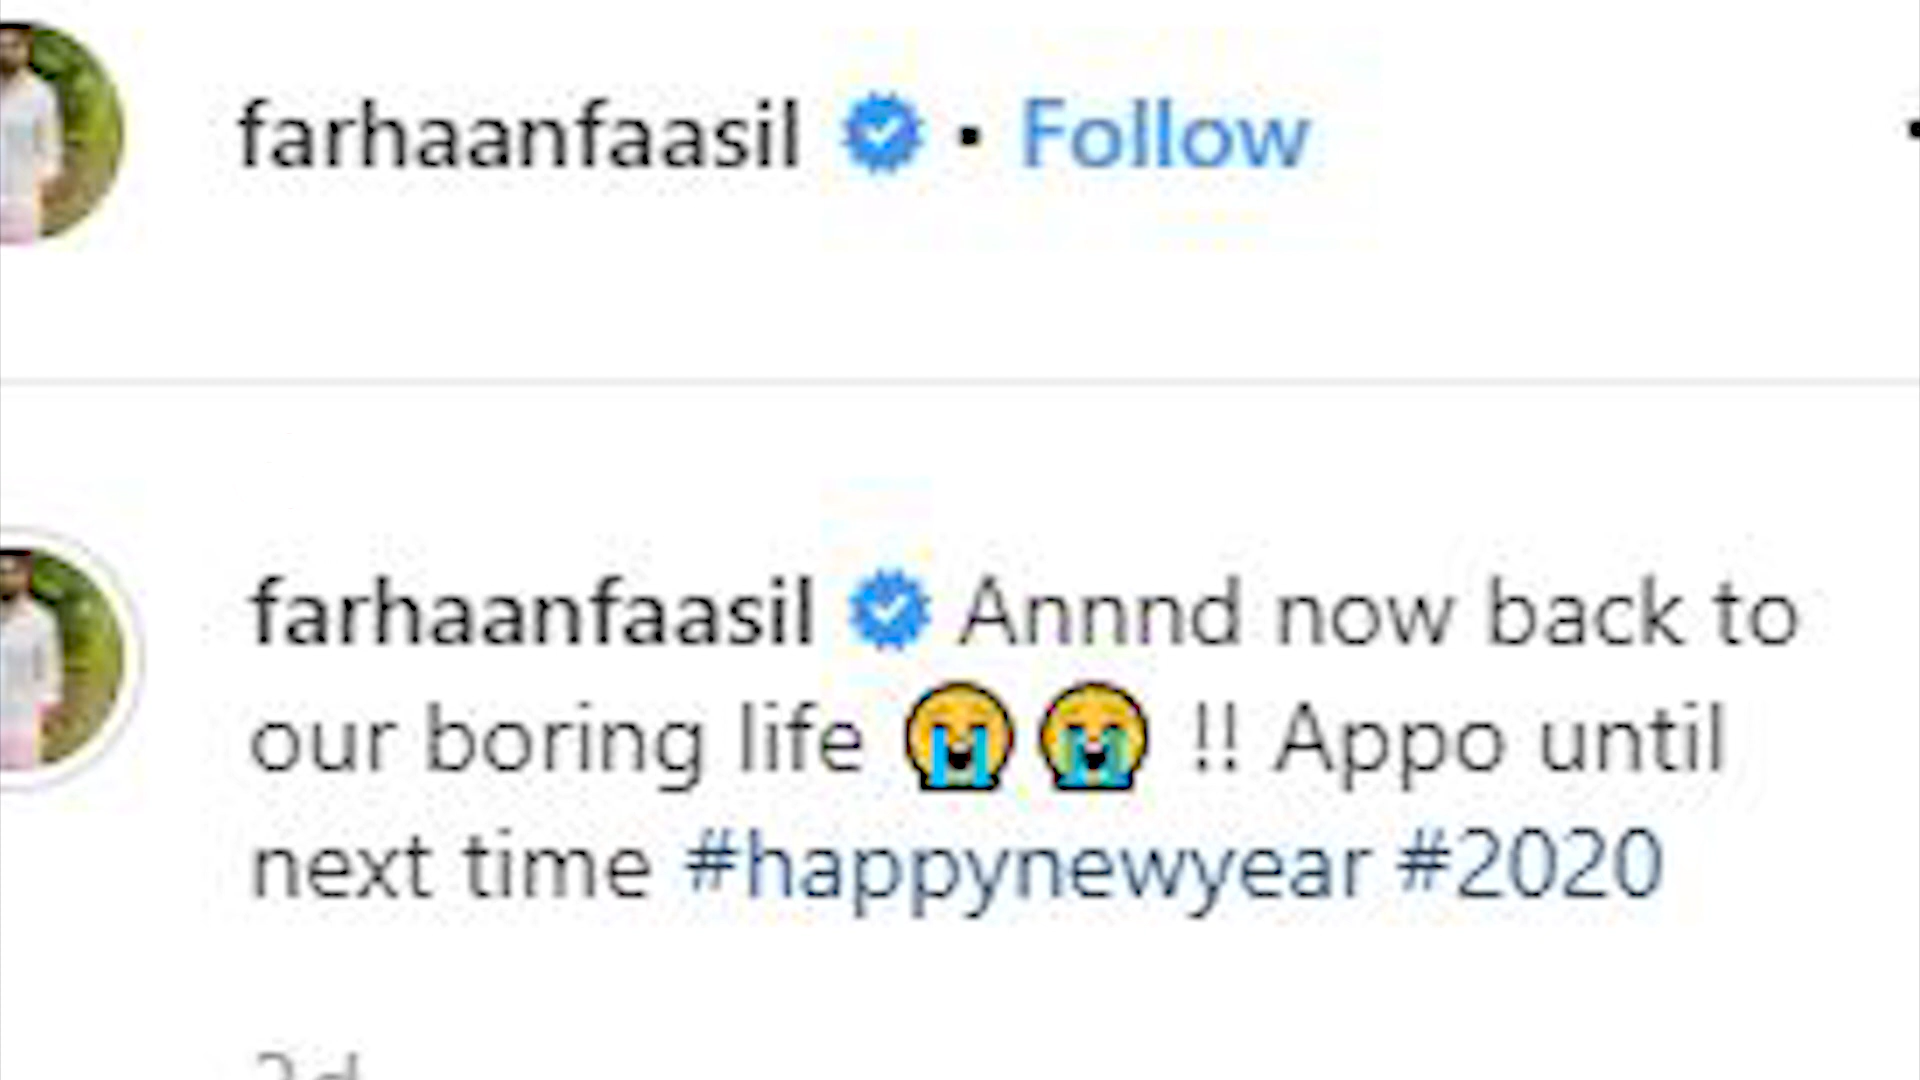 farhaanfaasil • Follow
farhaanfaasil Annnd now back to
our boring life 😭😭 !! Appo until
next time #happynewyear #2020